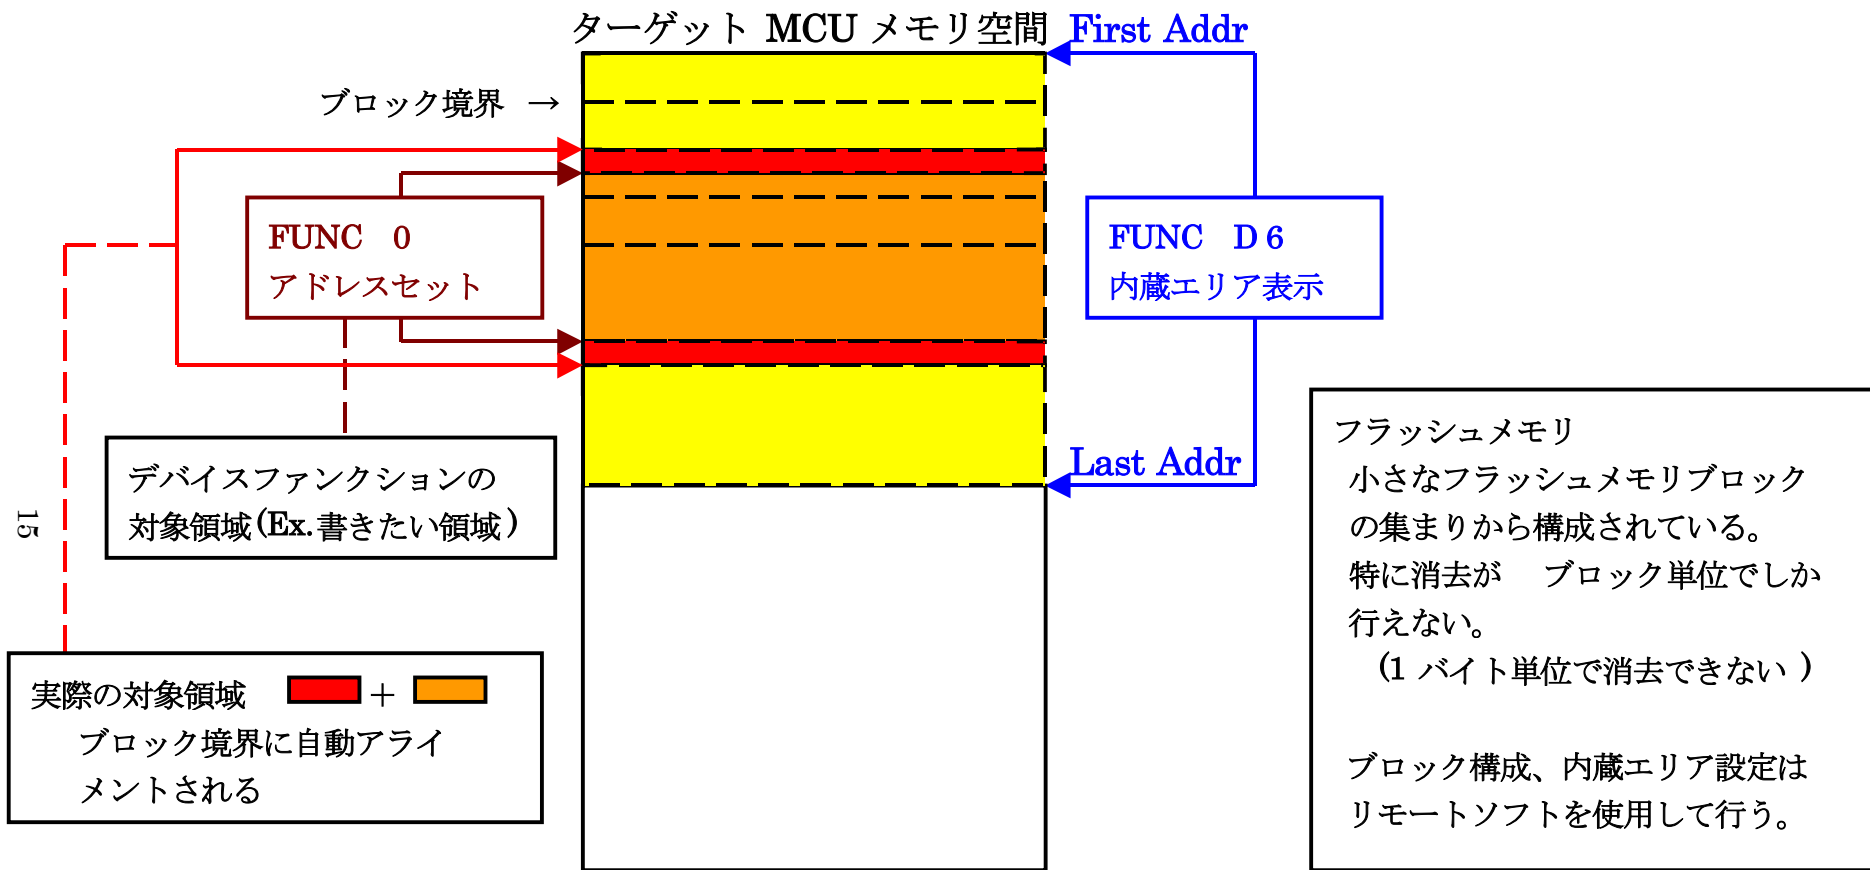 ターゲット MCU メモリ空間
First Addr
ブロック境界 →
FUNC 0
アドレスセット
FUNC D6
内蔵エリア表示
デバイスファンクションの
対象領域(Ex.書きたい領域)
Last Addr
フラッシュメモリ
小さなフラッシュメモリブロック
の集まりから構成されている。
特に消去が ブロック単位でしか
行えない。
(1 バイト単位で消去できない )
ブロック構成、内蔵エリア設定は
リモートソフトを使用して行う。
15
実際の対象領域 +
ブロック境界に自動アライ
メントされる